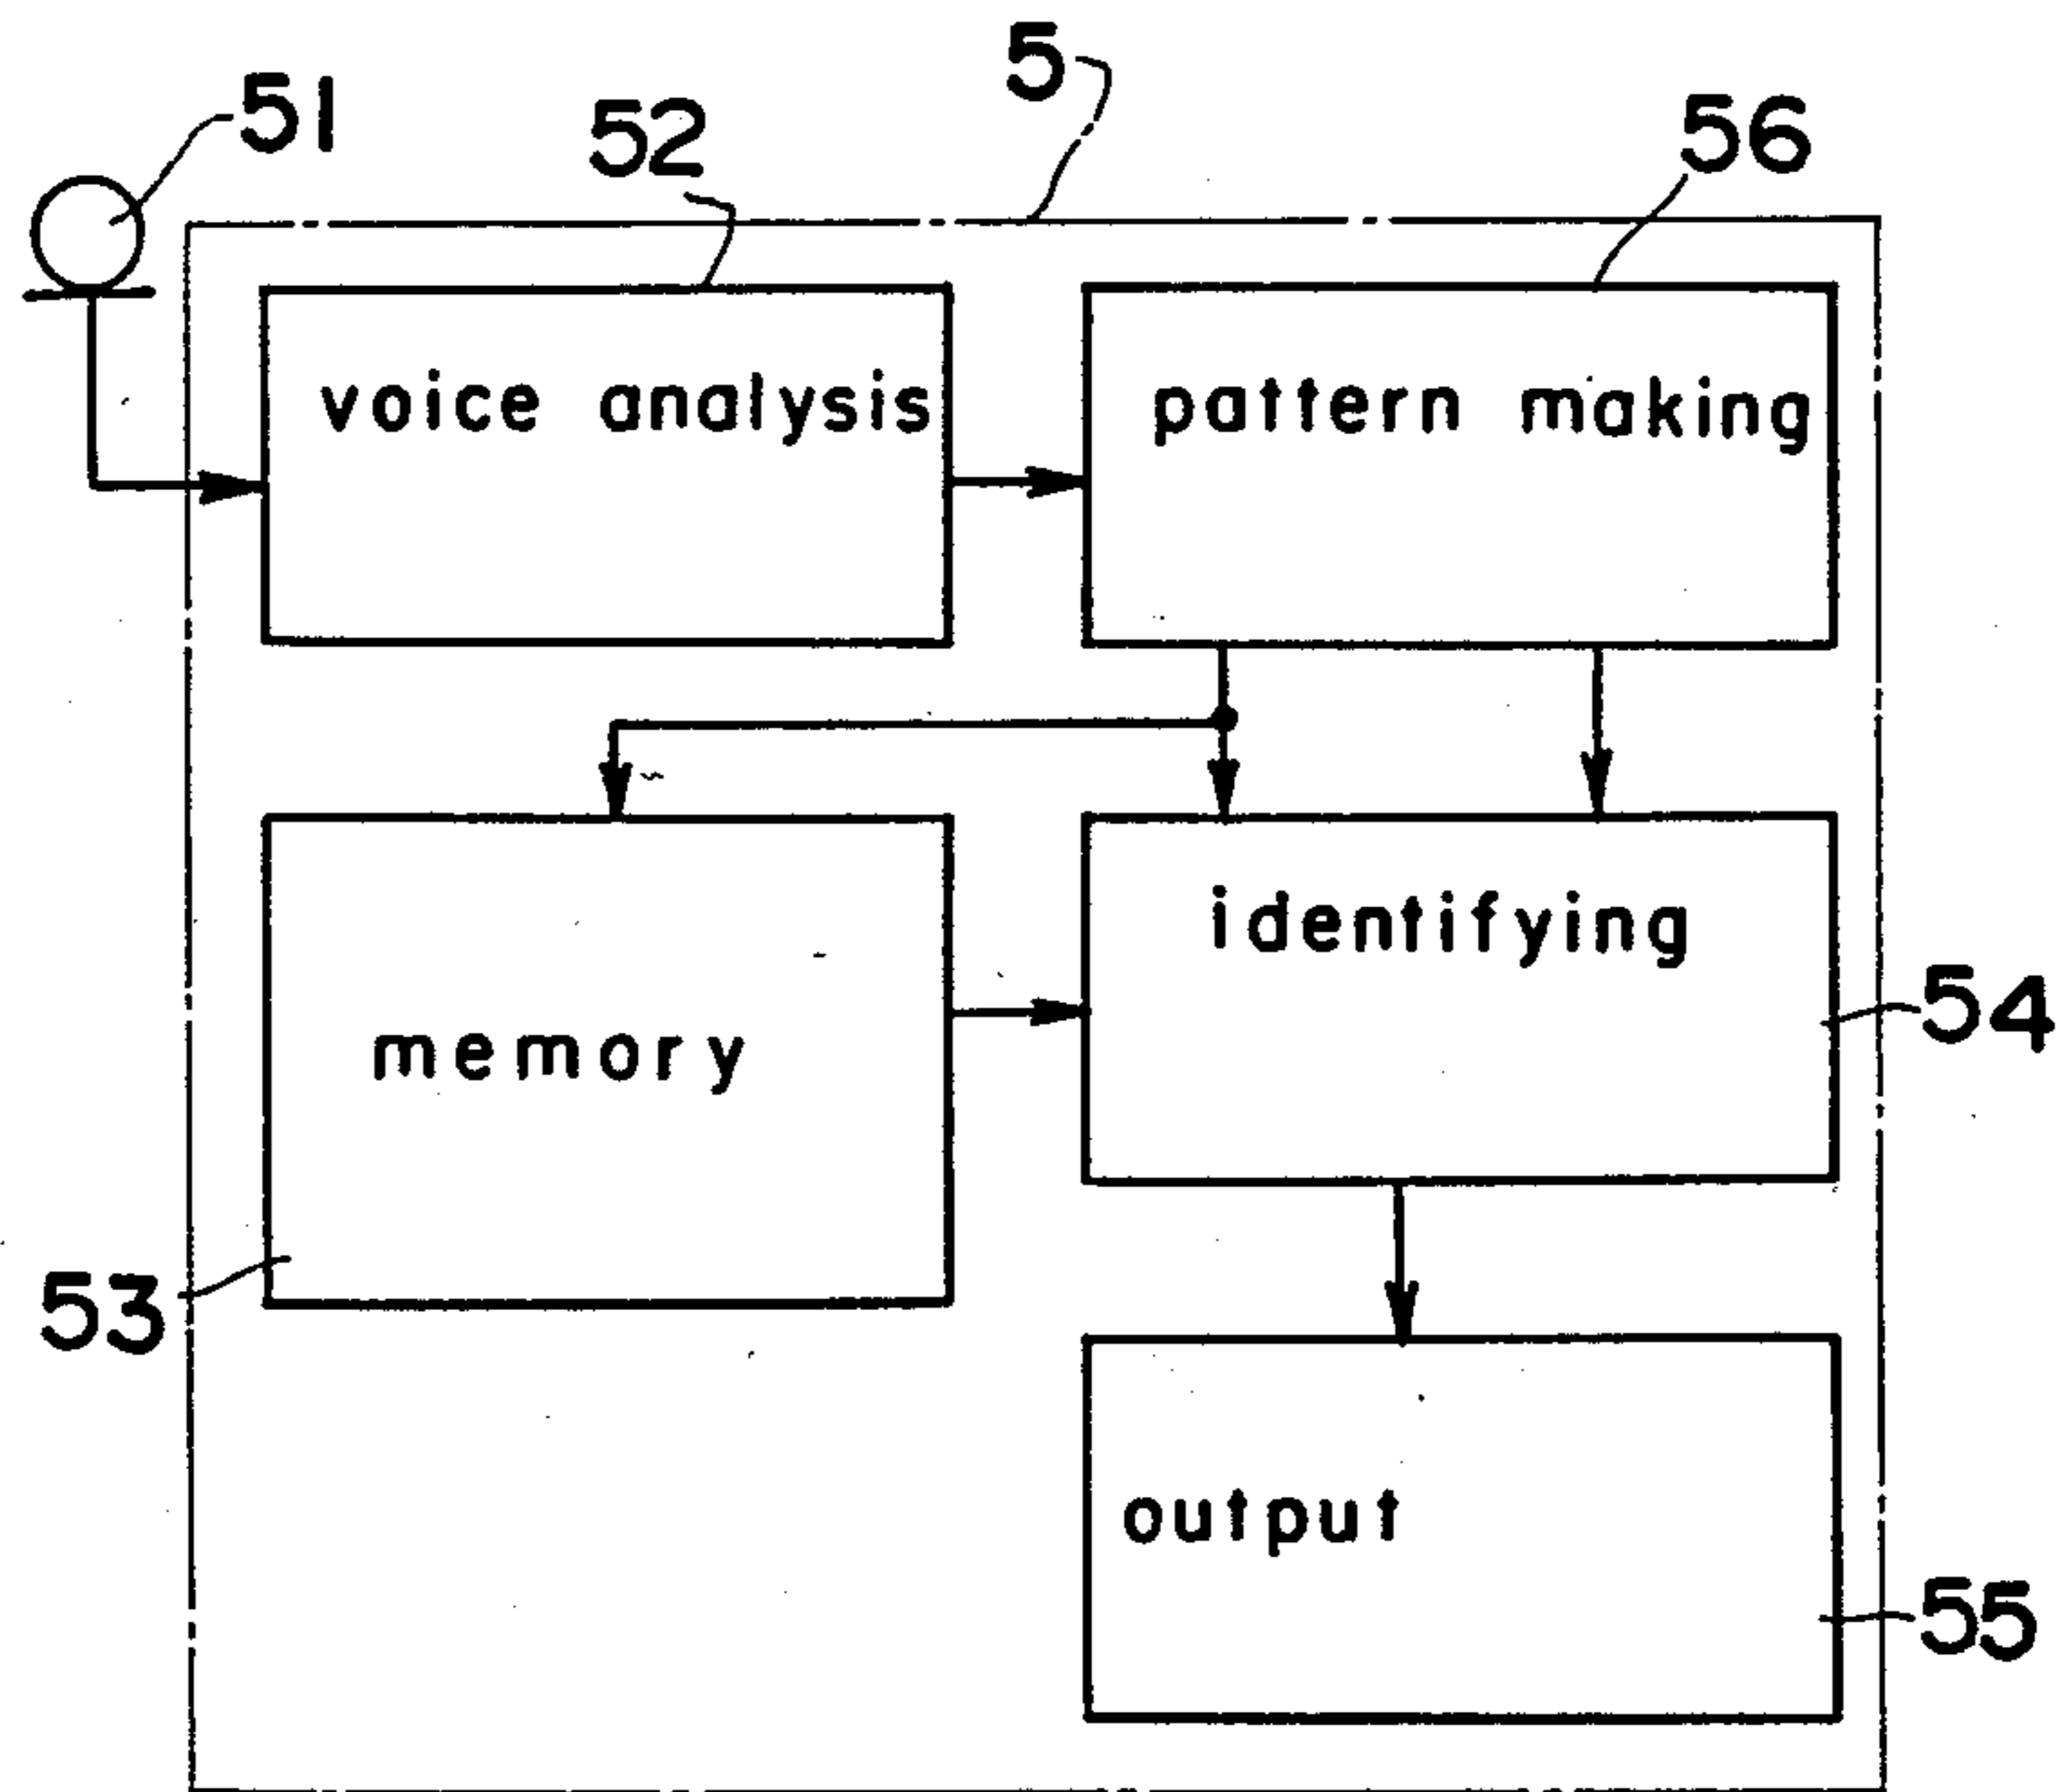 5
51
52
56
voice analysis
pattern making
identifying
54
memory
53
output
55